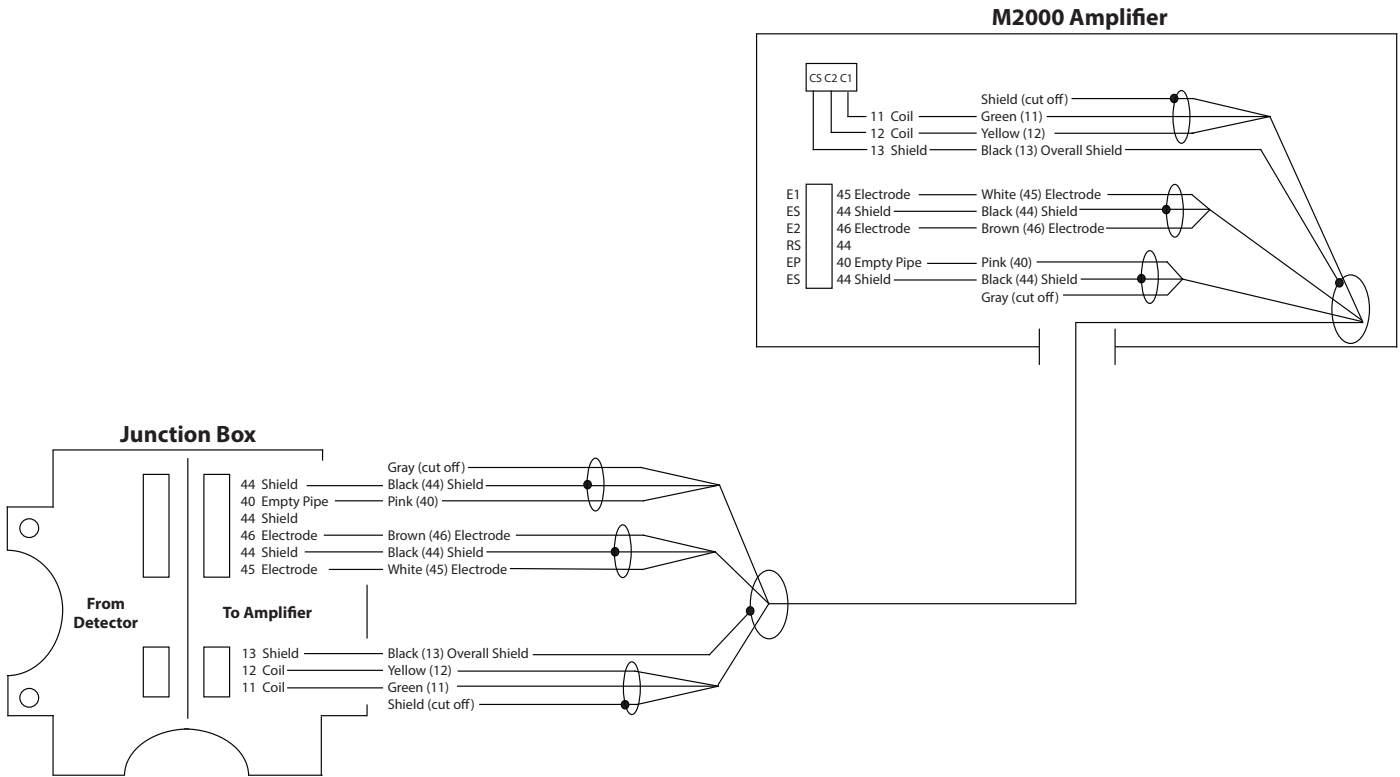 M2000 Amplifier
CS C2 C1
Shield (cut off)
11 Coil Green (11)
12 Coil Yellow (12)
13 Shield Black (13) Overall Shield
E1 45 Electrode White (45) Electrode
ES 44 Shield Black (44) Shield
E2 46 Electrode Brown (46) Electrode
RS 44
EP 40 Empty Pipe Pink (40)
ES 44 Shield Black (44) Shield
Gray (cut off)
Junction Box
Gray (cut off)
44 Shield Black (44) Shield
40 Empty Pipe Pink (40)
44 Shield
46 Electrode Brown (46) Electrode
44 Shield Black (44) Shield
45 Electrode White (45) Electrode
From
Detector
To Amplifier
13 Shield Black (13) Overall Shield
12 Coil Yellow (12)
11 Coil Green (11)
Shield (cut off)